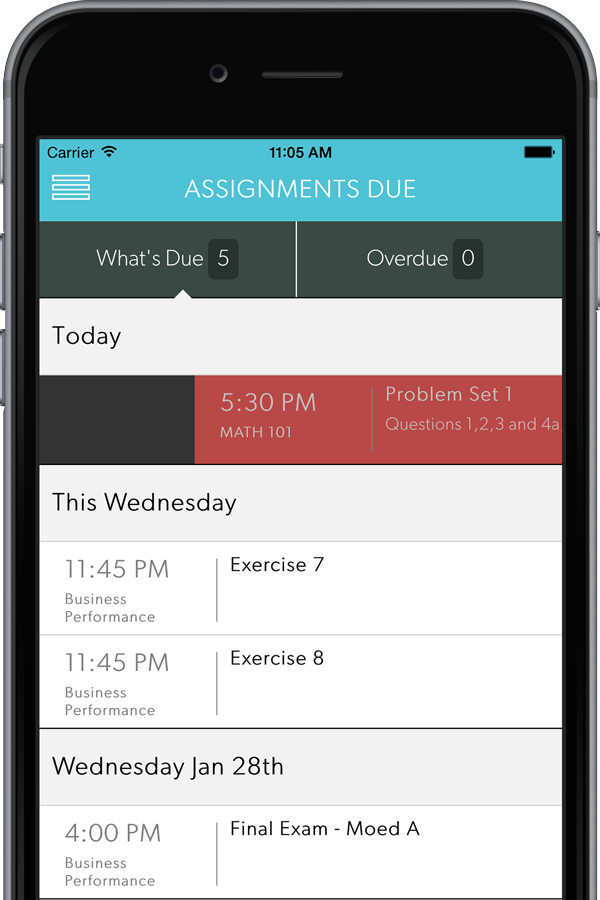 Carrier 11:05 AM
ASSIGNMENTS DUE
What's Due 5 Overdue 0
Today
5:30 PM Problem Set 1
MATH 101 Questions 1,2,3 and 4a
This Wednesday
11:45 PM Exercise 7
Business
Performance
11:45 PM Exercise 8
Business
Performance
Wednesday Jan 28th
4:00 PM Final Exam - Moed A
Business
Performance